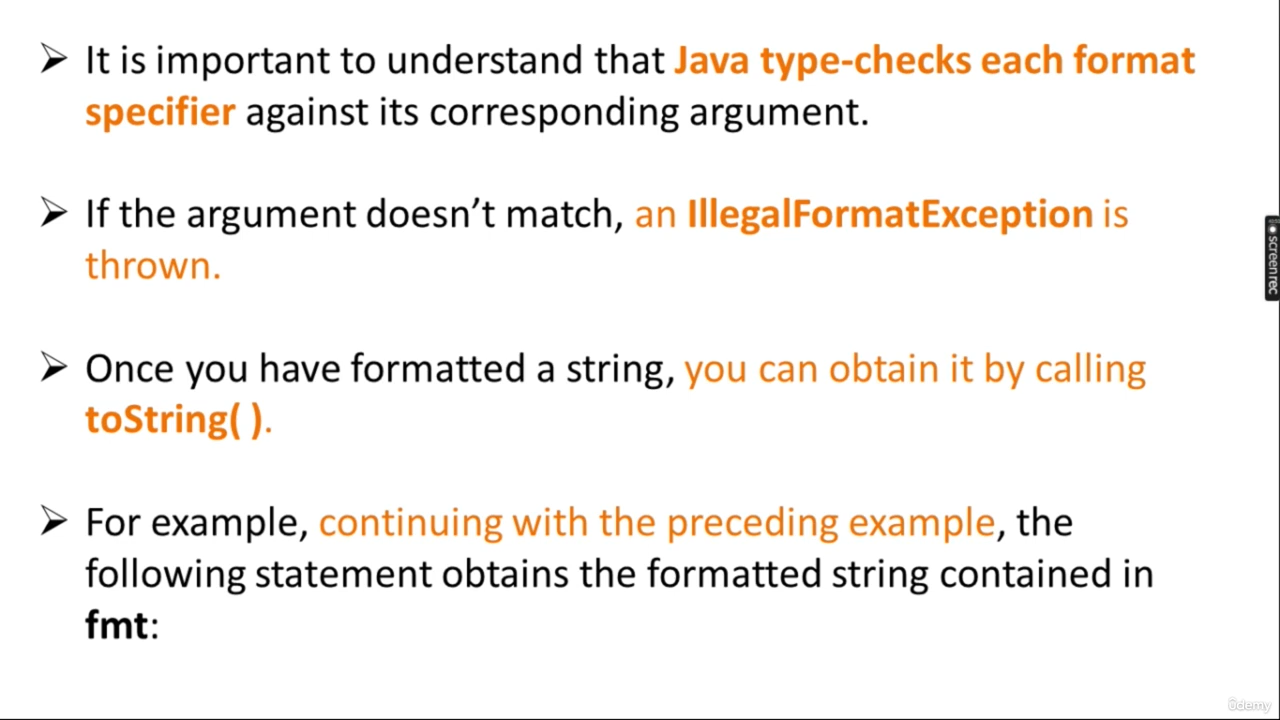 ➢ It is important to understand that Java type-checks each format
specifier against its corresponding argument.
➢ If the argument doesn’t match, an IllegalFormatException is
thrown.
➢ Once you have formatted a string, you can obtain it by calling
toString( ).
➢ For example, continuing with the preceding example, the
following statement obtains the formatted string contained in
fmt:
screenrec
ûdemy